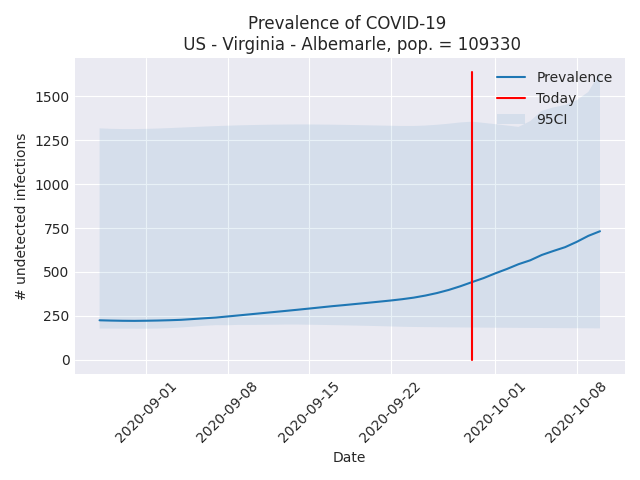 Prevalence of COVID-19
US - Virginia - Albemarle, pop. = 109330
Prevalence
Today
95CI
# undetected infections
1500
1250
1000
750
500
250
0
2020-09-01
2020-09-08
2020-09-15
2020-09-22
2020-10-01
2020-10-08
Date